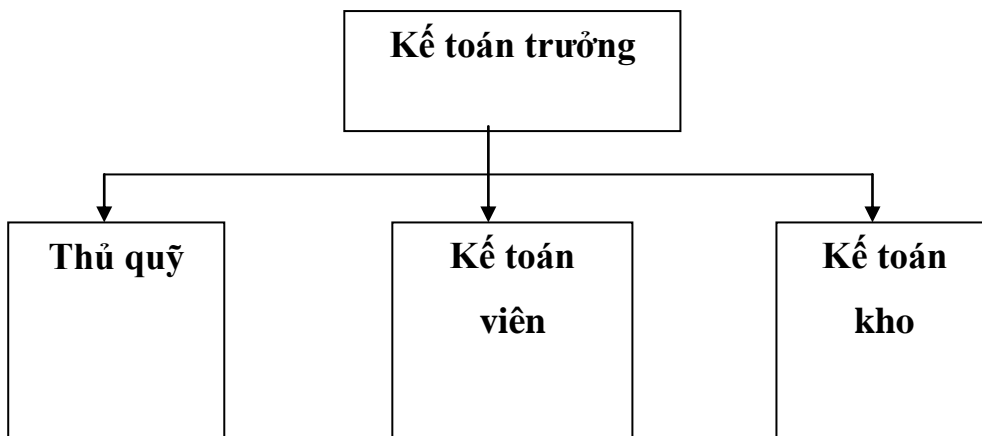 Kế toán trưởng
Thủ quỹ
Kế toán
viên
Kế toán
kho